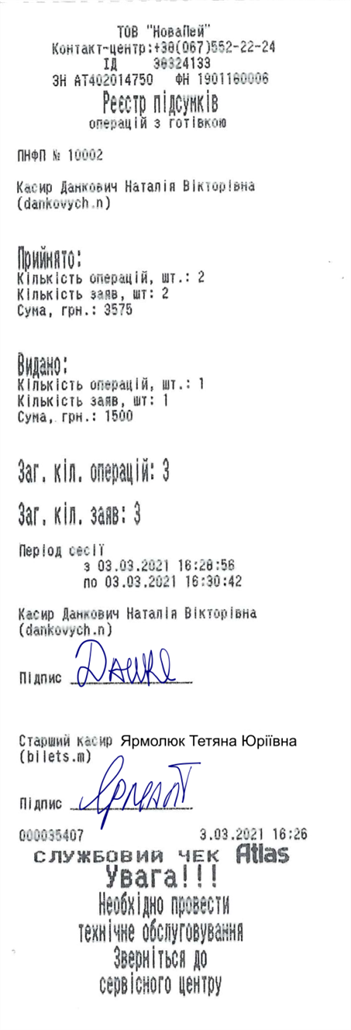 ТОВ "НоваПей"
Контакт-центр:+38(067)552-22-24
ІД 38324133
ЗН АТ402014750 ФН 1901160006
Реєстр підсумків
операцій з готівкою
ПНФП № 10002
Касир Данкович Наталія Вікторівна
(dankovych.n)
Прийнято:
Кількість операцій, шт.: 2
Кількість заяв, шт: 2
Сума, грн.: 3575
Видано:
Кількість операцій, шт.: 1
Кількість заяв, шт: 1
Сума, грн.: 1500
Заг. кіл. операцій: 3
Заг. кіл. заяв: 3
Період сесії
з 03.03.2021 16:28:56
по 03.03.2021 16:30:42
Касир Данкович Наталія Вікторівна
(dankovych.n)
Підпис
Старший касир Ярмолюк Тетяна Юріївна
(bilets.m)
Підпис
000035407 3.03.2021 16:26
СЛУЖБОВИЙ ЧЕК Atlas
Увага!!!
Необхідно провести
технічне обслуговування
Зверніться до
сервісного центру